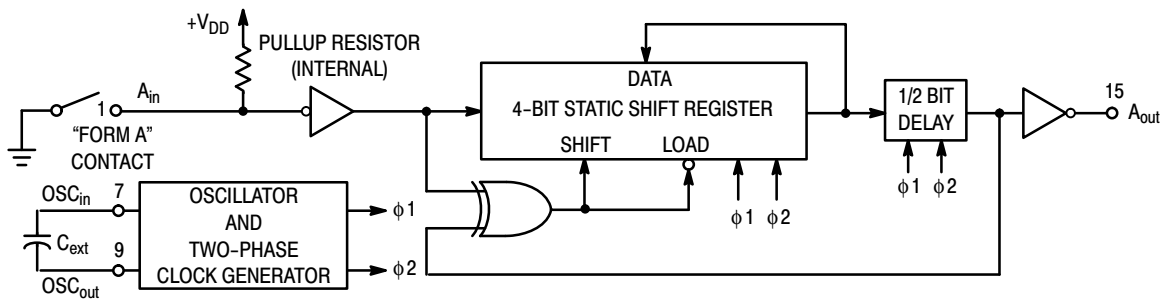 +VDD
PULLUP RESISTOR
(INTERNAL)
1
Ain
"FORM A"
CONTACT
DATA
4-BIT STATIC SHIFT REGISTER
SHIFT LOAD
ϕ1 ϕ2
1/2 BIT
DELAY
ϕ1 ϕ2
15
Aout
OSCin
7
Cext
9
OSCout
OSCILLATOR
AND
TWO-PHASE
CLOCK GENERATOR
ϕ1
ϕ2